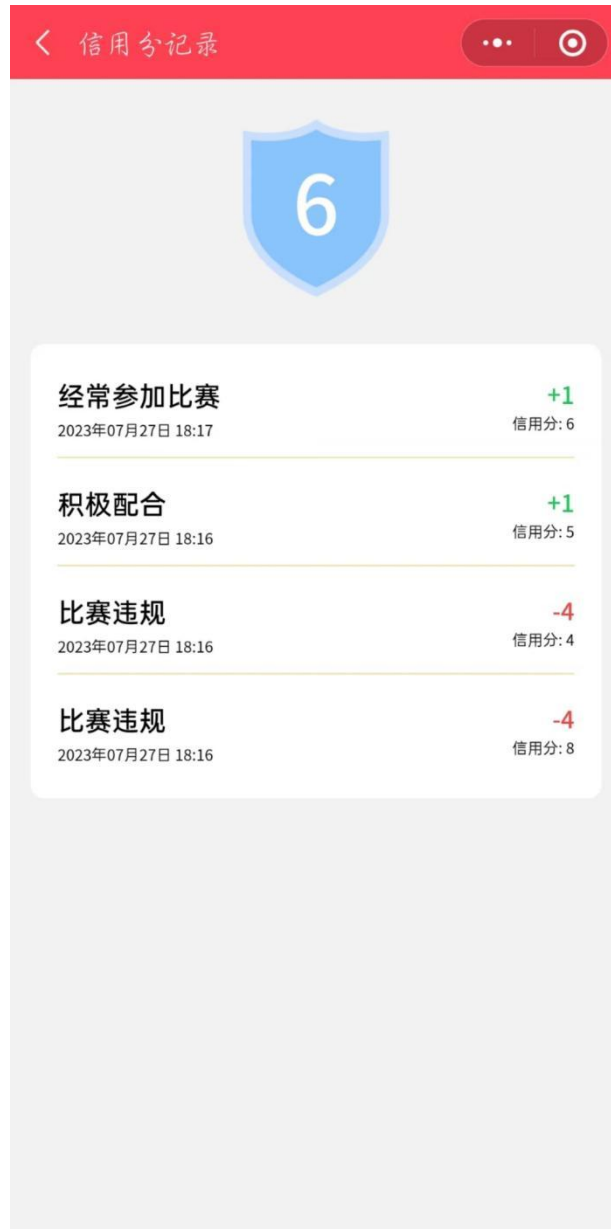 信用分记录
6
经常参加比赛
+1
2023年07月27日 18:17
信用分: 6
积极配合
+1
2023年07月27日 18:16
信用分: 5
比赛违规
-4
2023年07月27日 18:16
信用分: 4
比赛违规
-4
2023年07月27日 18:16
信用分: 8